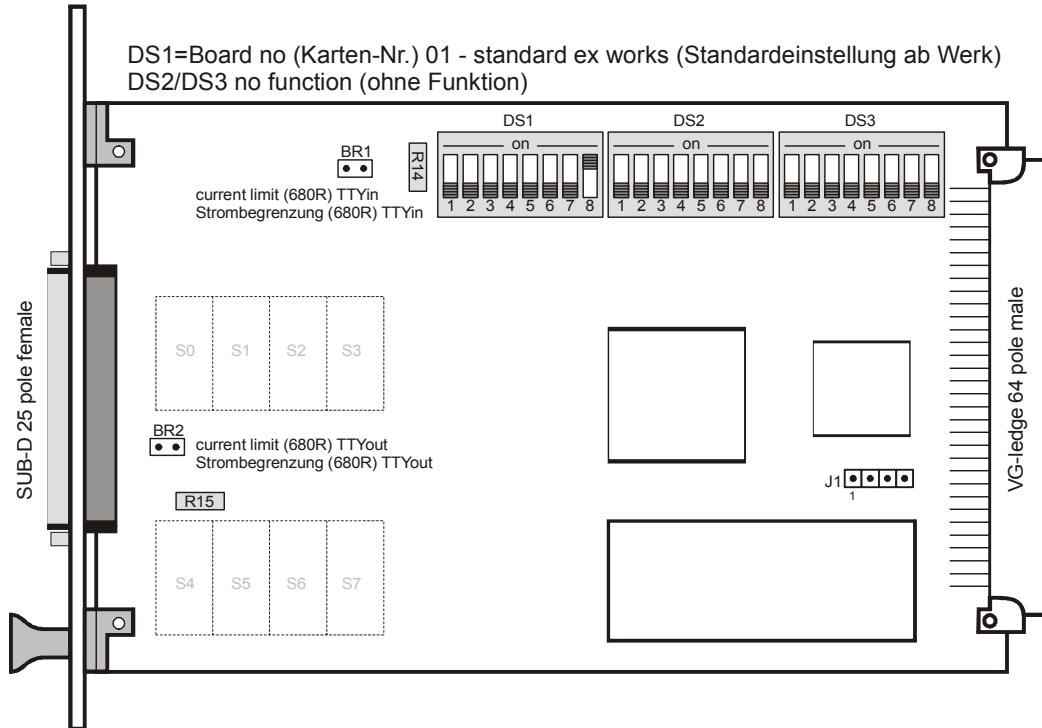 DS1=Board no (Karten-Nr.) 01 - standard ex works (Standardeinstellung ab Werk)
DS2/DS3 no function (ohne Funktion)
DS1
DS2
DS3
on
on
on
1 2 3 4 5 6 7 8
1 2 3 4 5 6 7 8
1 2 3 4 5 6 7 8
BR1
R14
current limit (680R) TTYin
Strombegrenzung (680R) TTYin
SUB-D 25 pole female
S0 S1 S2 S3
BR2
current limit (680R) TTYout
Strombegrenzung (680R) TTYout
R15
S4 S5 S6 S7
J1
1
VG-ledge 64 pole male